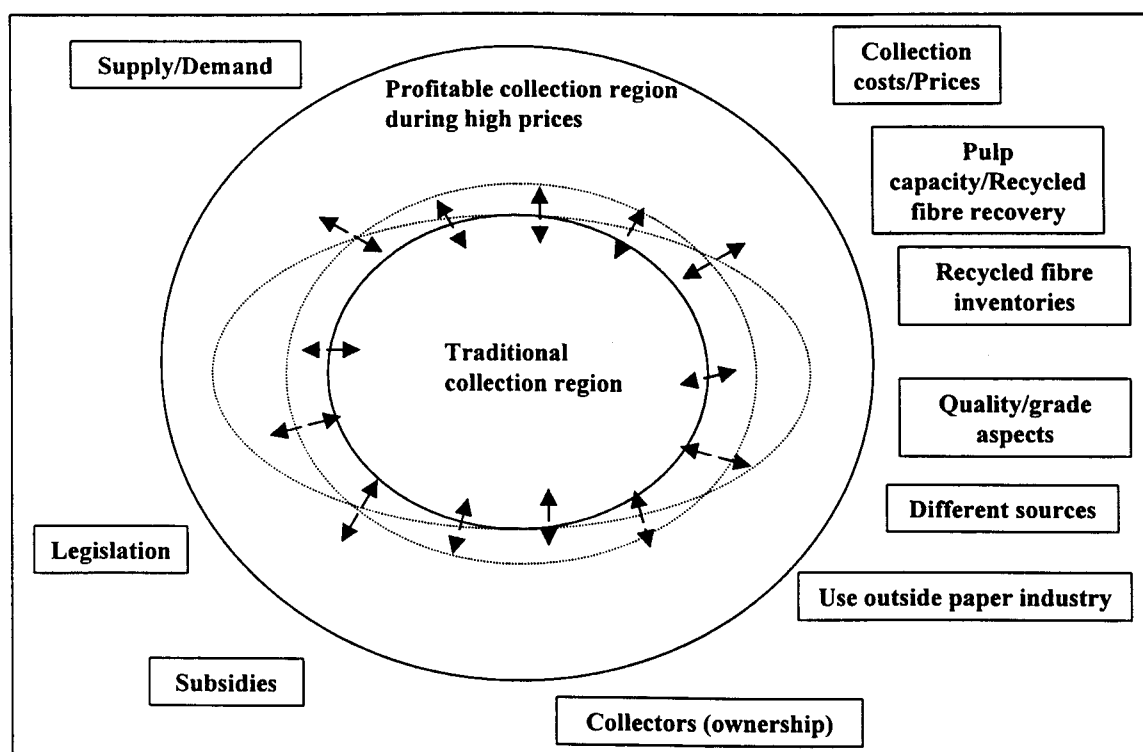 Supply/Demand
Collection
costs/Prices
Profitable collection region
during high prices
Pulp
capacity/Recycled
fibre recovery
Recycled fibre
inventories
Traditional
collection region
Quality/grade
aspects
Different sources
Legislation
Use outside paper industry
Subsidies
Collectors (ownership)